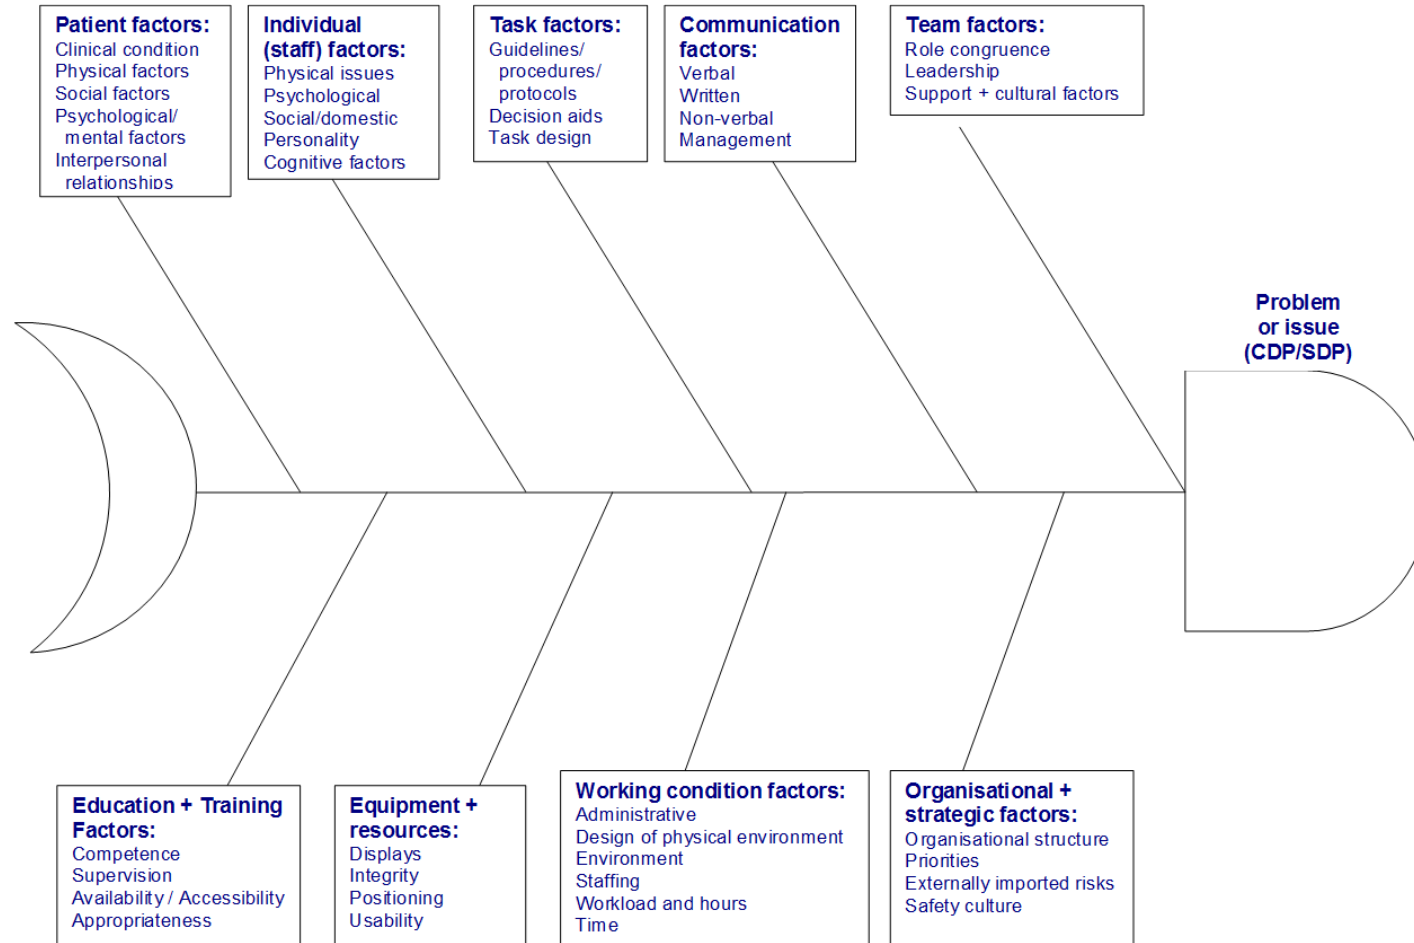 Patient factors:
Clinical condition
Physical factors
Social factors
Psychological/
mental factors
Interpersonal
relationships
Individual
(staff) factors:
Physical issues
Psychological
Social/domestic
Personality
Cognitive factors
Task factors:
Guidelines/
procedures/
protocols
Decision aids
Task design
Communication
factors:
Verbal
Written
Non-verbal
Management
Team factors:
Role congruence
Leadership
Support + cultural factors
Problem
or issue
(CDP/SDP)
Education + Training
Factors:
Competence
Supervision
Availability / Accessibility
Appropriateness
Equipment +
resources:
Displays
Integrity
Positioning
Usability
Working condition factors:
Administrative
Design of physical environment
Environment
Staffing
Workload and hours
Time
Organisational +
strategic factors:
Organisational structure
Priorities
Externally imported risks
Safety culture